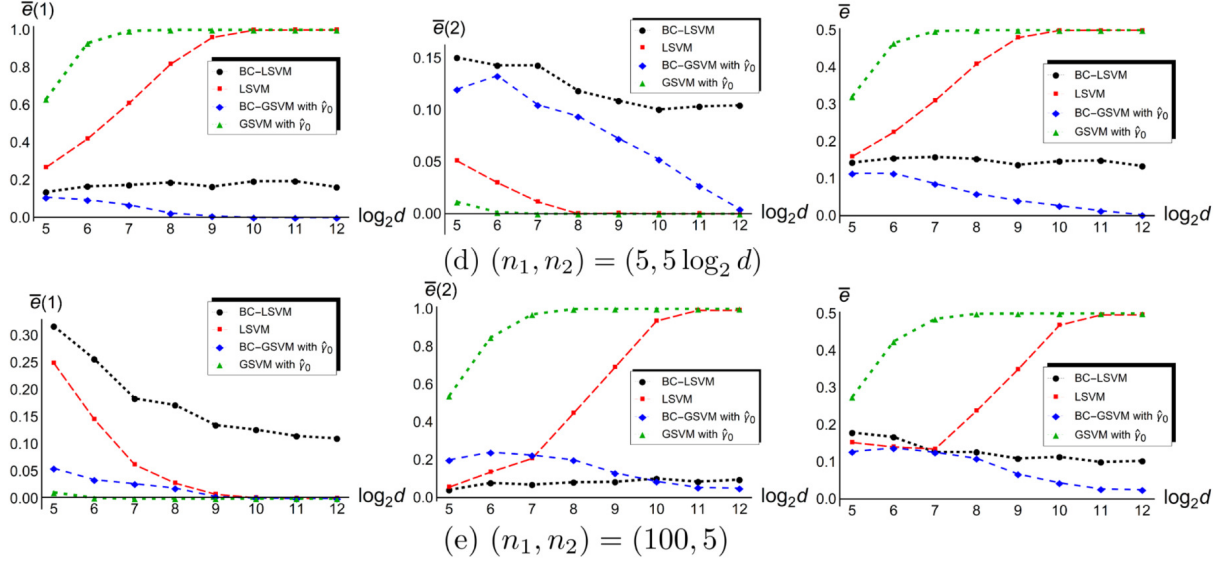 e̅(1)
1.0
0.8
0.6
0.4
0.2
0.0
BC−LSVM
LSVM
BC−GSVM with γ̂₀
GSVM with γ̂₀
5 6 7 8 9 10 11 12
log₂d
e̅(2)
0.15
0.10
0.05
0.00
BC−LSVM
LSVM
BC−GSVM with γ̂₀
GSVM with γ̂₀
5 6 7 8 9 10 11 12
log₂d
e̅
0.5
0.4
0.3
0.2
0.1
0.0
BC−LSVM
LSVM
BC−GSVM with γ̂₀
GSVM with γ̂₀
5 6 7 8 9 10 11 12
log₂d
(d) (n₁, n₂) = (5, 5 log₂ d)
e̅(1)
0.30
0.25
0.20
0.15
0.10
0.05
0.00
BC−LSVM
LSVM
BC−GSVM with γ̂₀
GSVM with γ̂₀
5 6 7 8 9 10 11 12
log₂d
e̅(2)
1.0
0.8
0.6
0.4
0.2
0.0
BC−LSVM
LSVM
BC−GSVM with γ̂₀
GSVM with γ̂₀
5 6 7 8 9 10 11 12
log₂d
e̅
0.5
0.4
0.3
0.2
0.1
0.0
BC−LSVM
LSVM
BC−GSVM with γ̂₀
GSVM with γ̂₀
5 6 7 8 9 10 11 12
log₂d
(e) (n₁, n₂) = (100, 5)